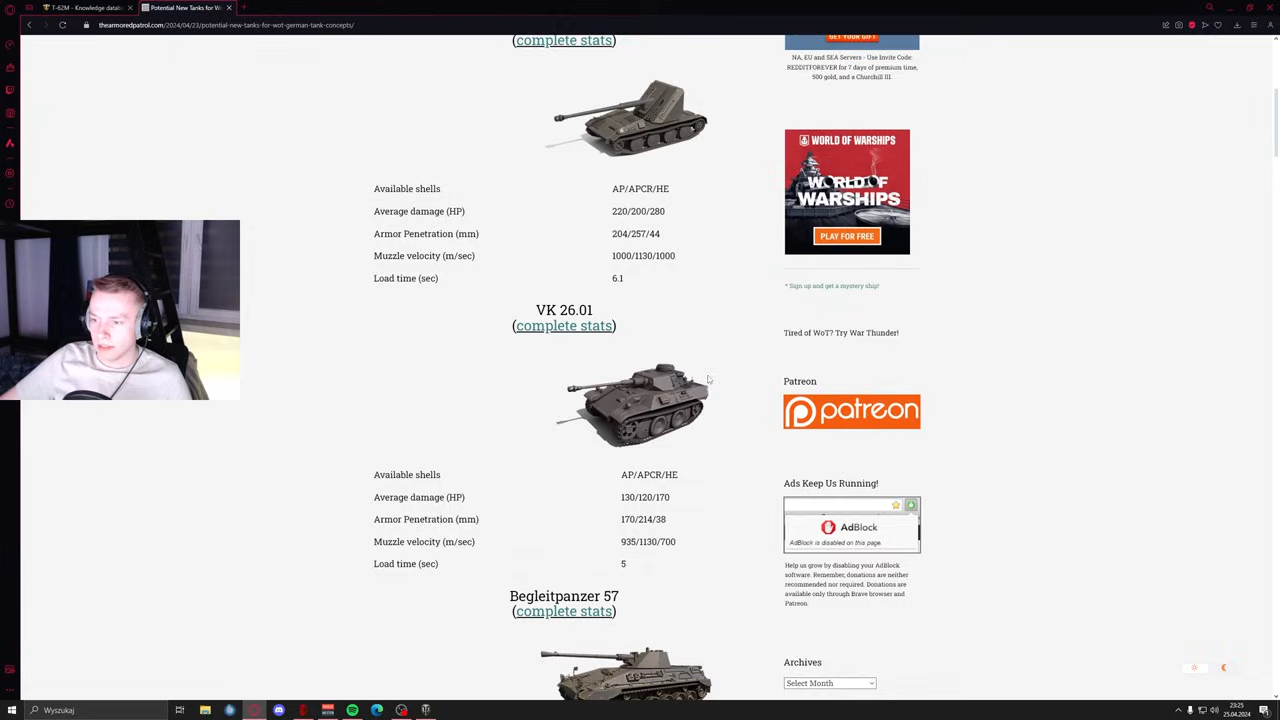 T-62M - Knowledge datab
Potential New Tanks for W
thearmoredpatrol.com/2024/04/23/potential-new-tanks-for-wot-german-tank-concepts/
(complete stats)
GET YOUR GIFT
NA, EU and SEA Servers - Use Invite Code:
REDDITFOREVER for 7 days of premium time,
500 gold, and a Churchill III.
WORLD OF WARSHIPS
WORLD OF
WARSHIPS
PLAY FOR FREE
Available shells AP/APCR/HE
Average damage (HP) 220/200/280
Armor Penetration (mm) 204/257/44
Muzzle velocity (m/sec) 1000/1130/1000
Load time (sec) 6.1
* Sign up and get a mystery ship!
VK 26.01
(complete stats)
Tired of WoT? Try War Thunder!
Patreon
patreon
Available shells AP/APCR/HE
Average damage (HP) 130/120/170
Armor Penetration (mm) 170/214/38
Muzzle velocity (m/sec) 935/1130/700
Load time (sec) 5
Ads Keep Us Running!
AdBlock
AdBlock is disabled on this page.
Help us grow by disabling your AdBlock
software. Remember, donations are neither
recommended nor required. Donations are
available only through Brave browser and
Patreon.
Begleitpanzer 57
(complete stats)
Archives
Select Month
Wyszukaj
23:25
25.04.2024